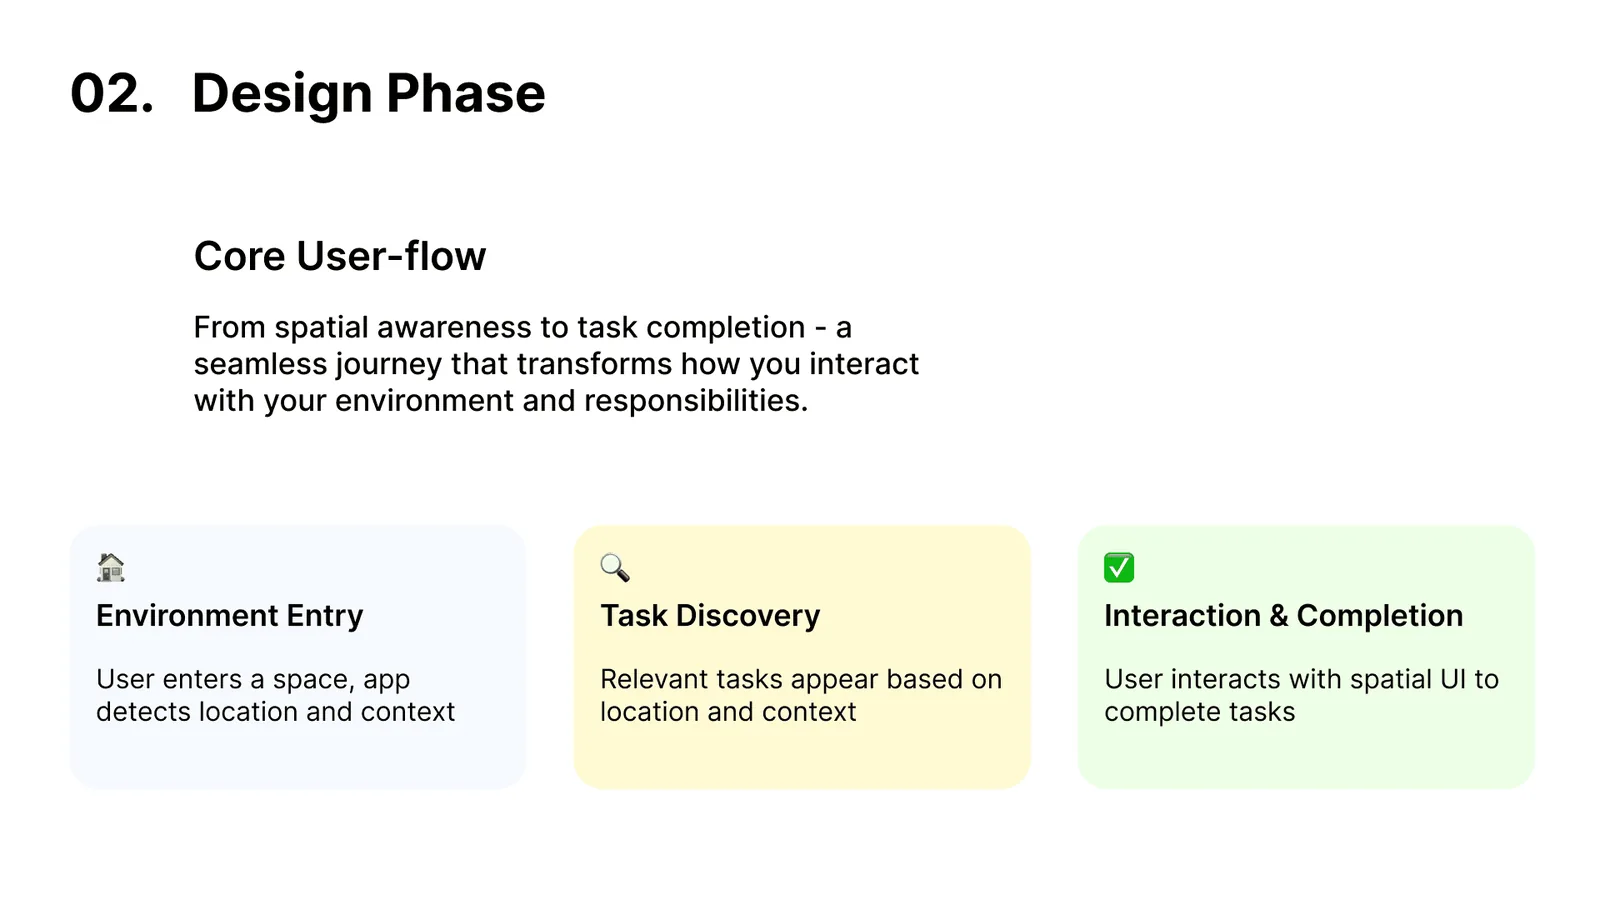 02. Design Phase
Core User-flow
From spatial awareness to task completion - a
seamless journey that transforms how you interact
with your environment and responsibilities.
Environment Entry
User enters a space, app
detects location and context
Task Discovery
Relevant tasks appear based on
location and context
Interaction & Completion
User interacts with spatial UI to
complete tasks